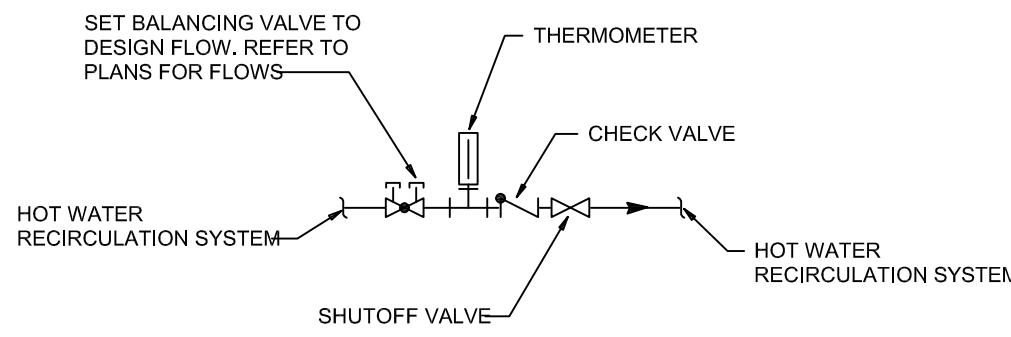 SET BALANCING VALVE TO
DESIGN FLOW. REFER TO
PLANS FOR FLOWS
THERMOMETER
CHECK VALVE
HOT WATER
RECIRCULATION SYSTEM
HOT WATER
RECIRCULATION SYSTEM
SHUTOFF VALVE